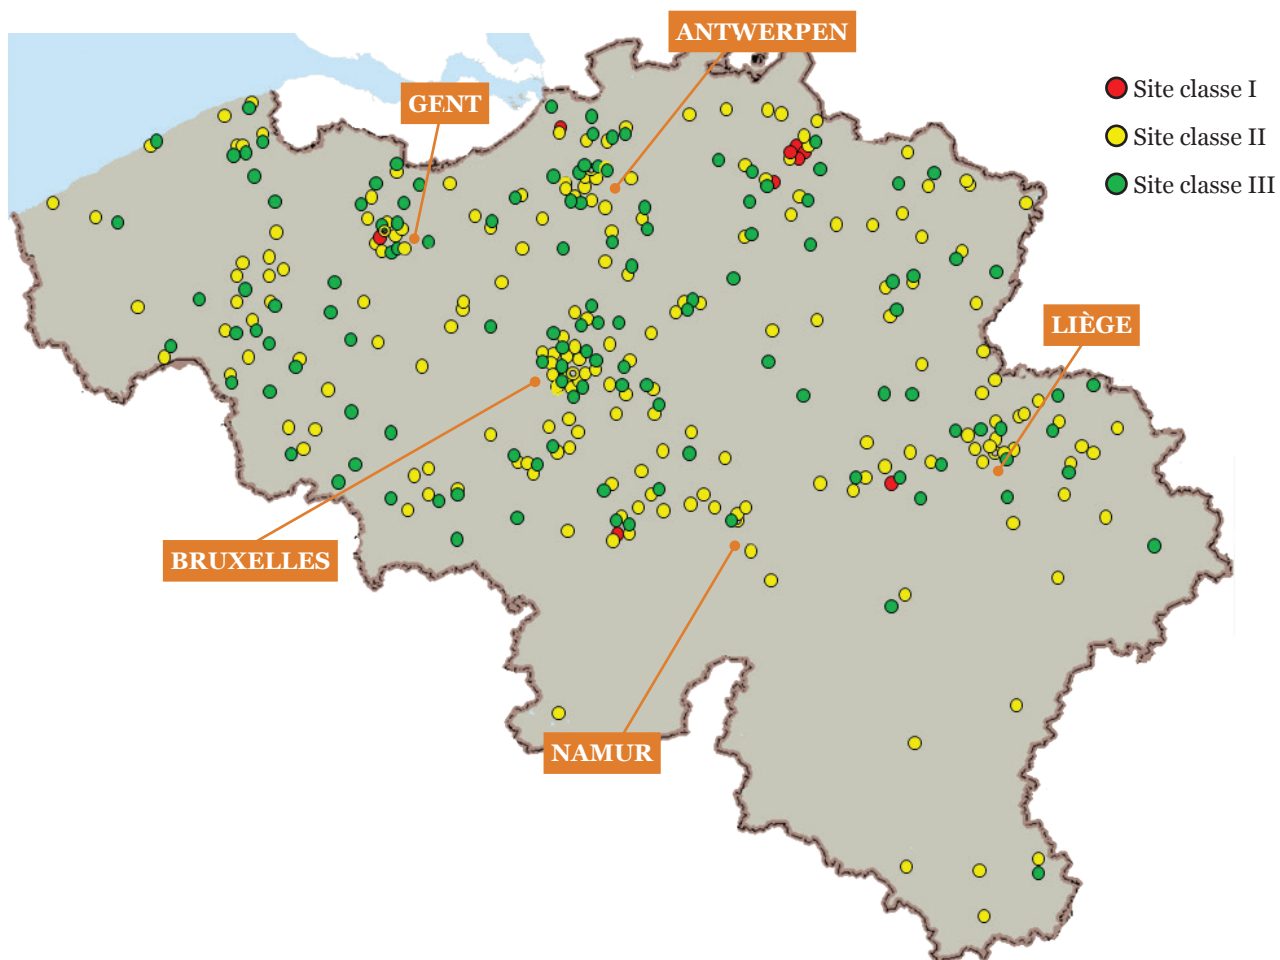 ANTWERPEN
GENT
Site classe I
Site classe II
Site classe III
LIÈGE
BRUXELLES
NAMUR